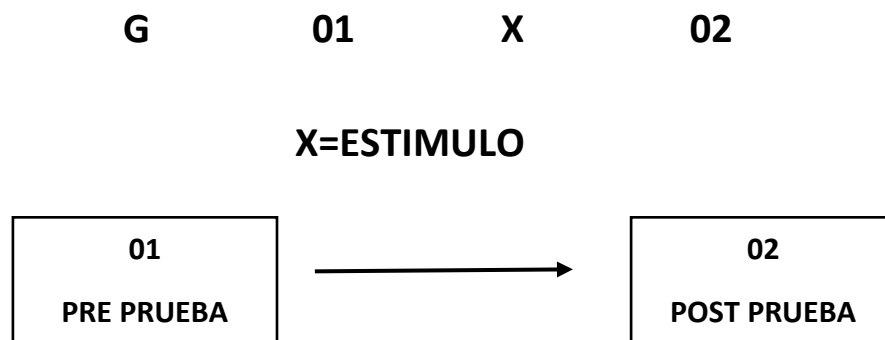 G 01 X 02
X=ESTIMULO
01 02
PRE PRUEBA POST PRUEBA